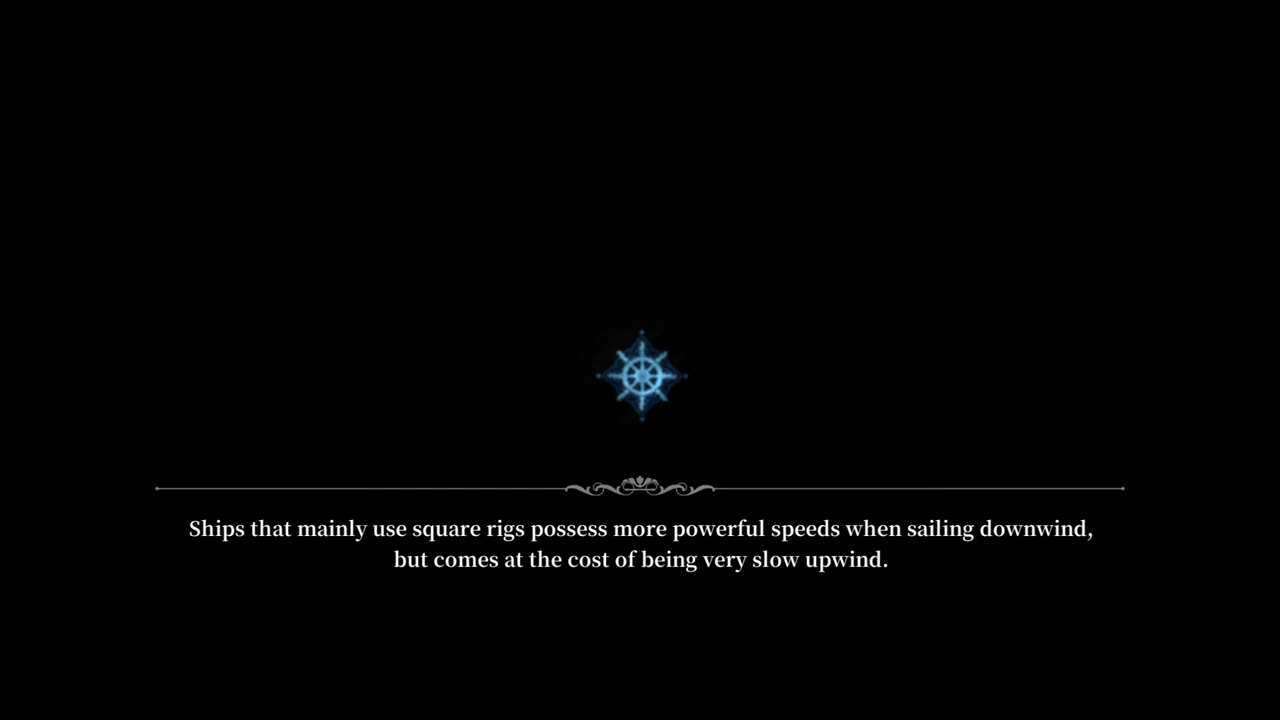 Ships that mainly use square rigs possess more powerful speeds when sailing downwind,
but comes at the cost of being very slow upwind.